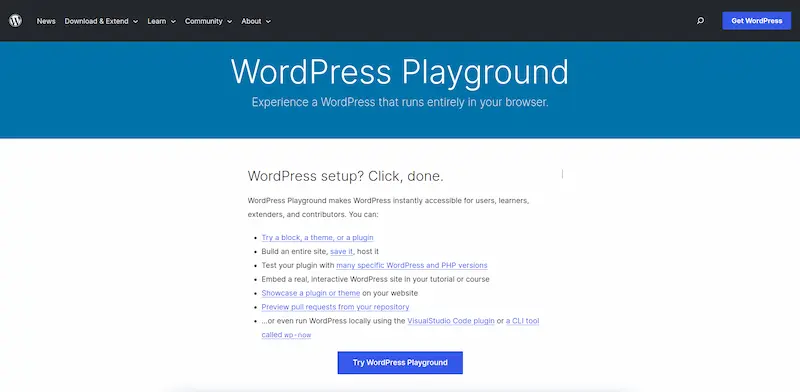 News Download & Extend Learn Community About Get WordPress
WordPress Playground
Experience a WordPress that runs entirely in your browser.
WordPress setup? Click, done.
WordPress Playground makes WordPress instantly accessible for users, learners,
extenders, and contributors. You can:
Try a block, a theme, or a plugin
Build an entire site, save it, host it
Test your plugin with many specific WordPress and PHP versions
Embed a real, interactive WordPress site in your tutorial or course
Showcase a plugin or theme on your website
Preview pull requests from your repository
...or even run WordPress locally using the VisualStudio Code plugin or a CLI tool
called wp-now
Try WordPress Playground